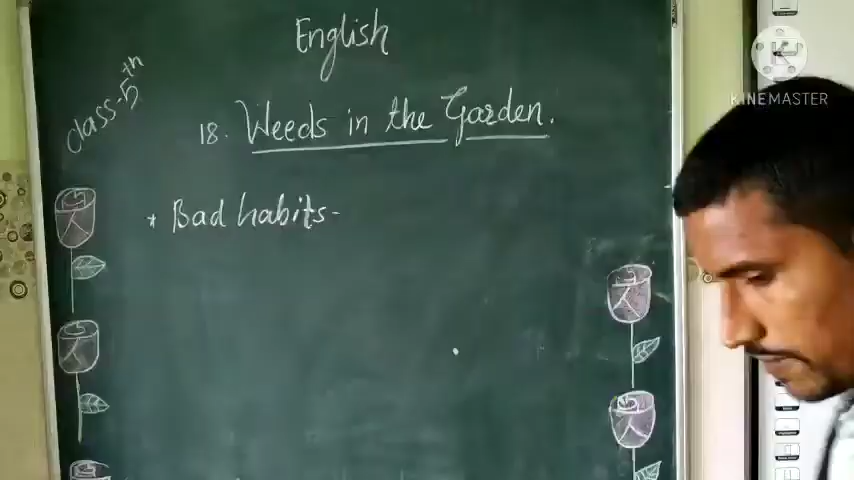 English
Class-5th
18. Weeds in the Garden.
* Bad habits-
KINEMASTER